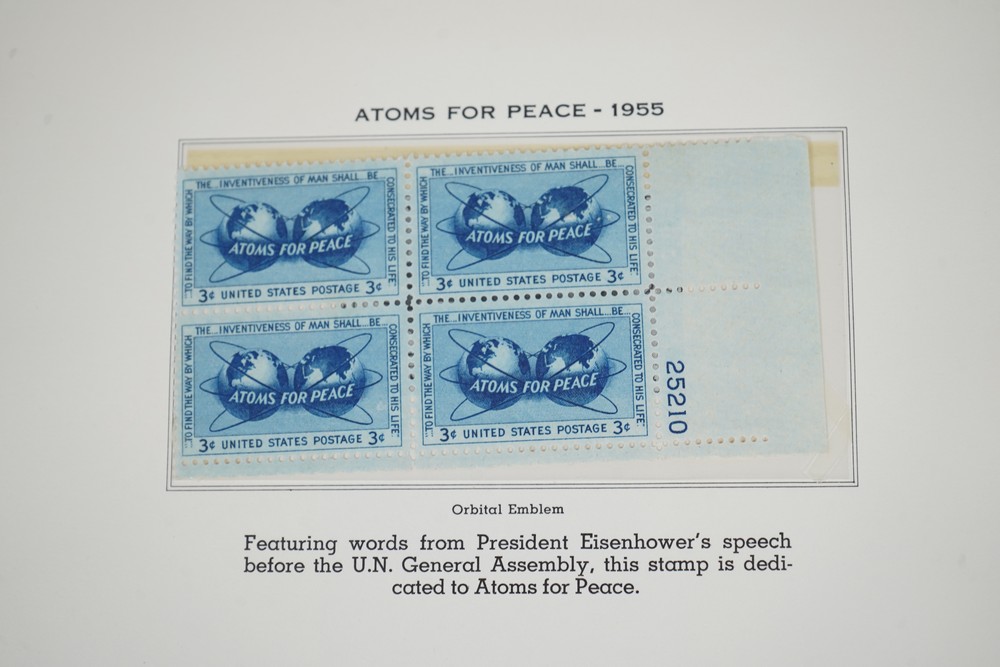 ATOMS FOR PEACE - 1955
THE...INVENTIVENESS OF MAN SHALL...BE
...TO FIND THE WAY BY WHICH
CONSECRATED TO HIS LIFE.
ATOMS FOR PEACE
3¢ UNITED STATES POSTAGE 3¢
THE...INVENTIVENESS OF MAN SHALL...BE
...TO FIND THE WAY BY WHICH
CONSECRATED TO HIS LIFE.
ATOMS FOR PEACE
3¢ UNITED STATES POSTAGE 3¢
THE...INVENTIVENESS OF MAN SHALL...BE
...TO FIND THE WAY BY WHICH
CONSECRATED TO HIS LIFE.
ATOMS FOR PEACE
3¢ UNITED STATES POSTAGE 3¢
THE...INVENTIVENESS OF MAN SHALL...BE
...TO FIND THE WAY BY WHICH
CONSECRATED TO HIS LIFE.
ATOMS FOR PEACE
3¢ UNITED STATES POSTAGE 3¢
25210
Orbital Emblem
Featuring words from President Eisenhower's speech
before the U.N. General Assembly, this stamp is dedi-
cated to Atoms for Peace.